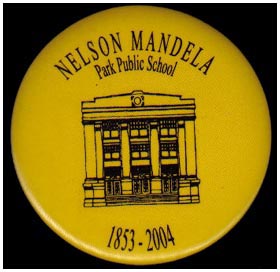 NELSON MANDELA
Park Public School
1853 - 2004